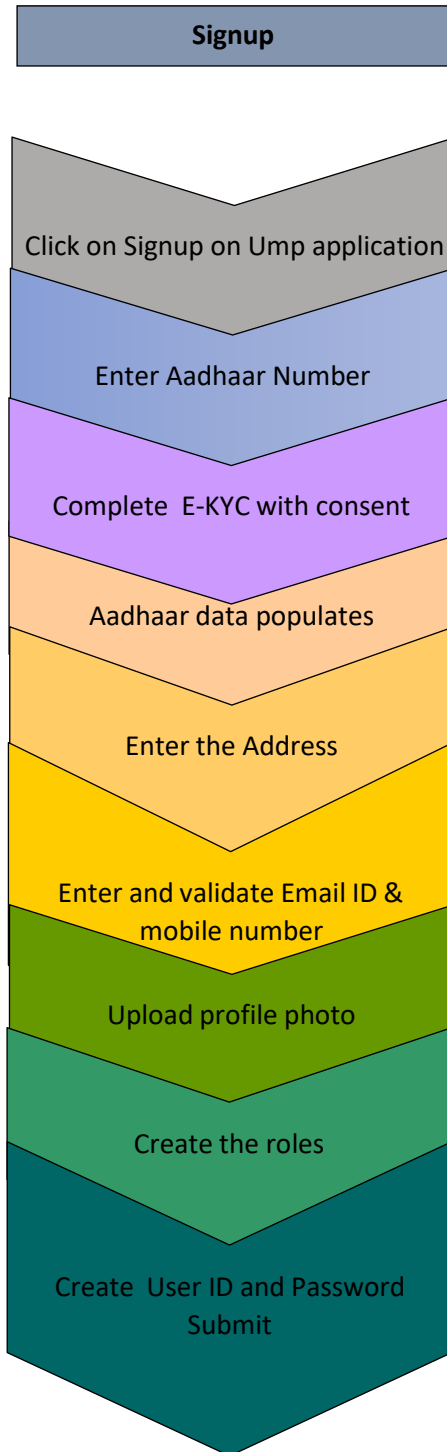 Signup
Click on Signup on Ump application
Enter Aadhaar Number
Complete  E-KYC with consent
Aadhaar data populates
Enter the Address
Enter and validate Email ID &
mobile number
Upload profile photo
Create the roles
Create  User ID and Password
Submit